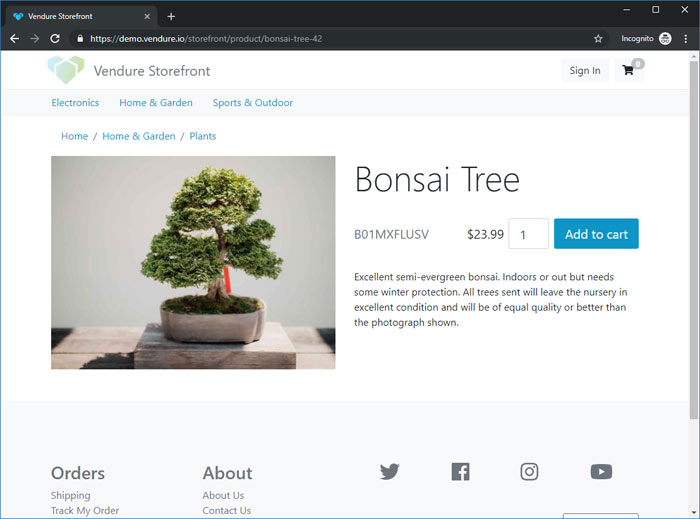 Vendure Storefront
https://demo.vendure.io/storefront/product/bonsai-tree-42
Incognito
Vendure Storefront
Sign In
0
Electronics
Home & Garden
Sports & Outdoor
Home / Home & Garden / Plants
Bonsai Tree
B01MXFLUSV
$23.99
1
Add to cart
Excellent semi-evergreen bonsai. Indoors or out but needs
some winter protection. All trees sent will leave the nursery in
excellent condition and will be of equal quality or better than
the photograph shown.
Orders
Shipping
Track My Order
About
About Us
Contact Us